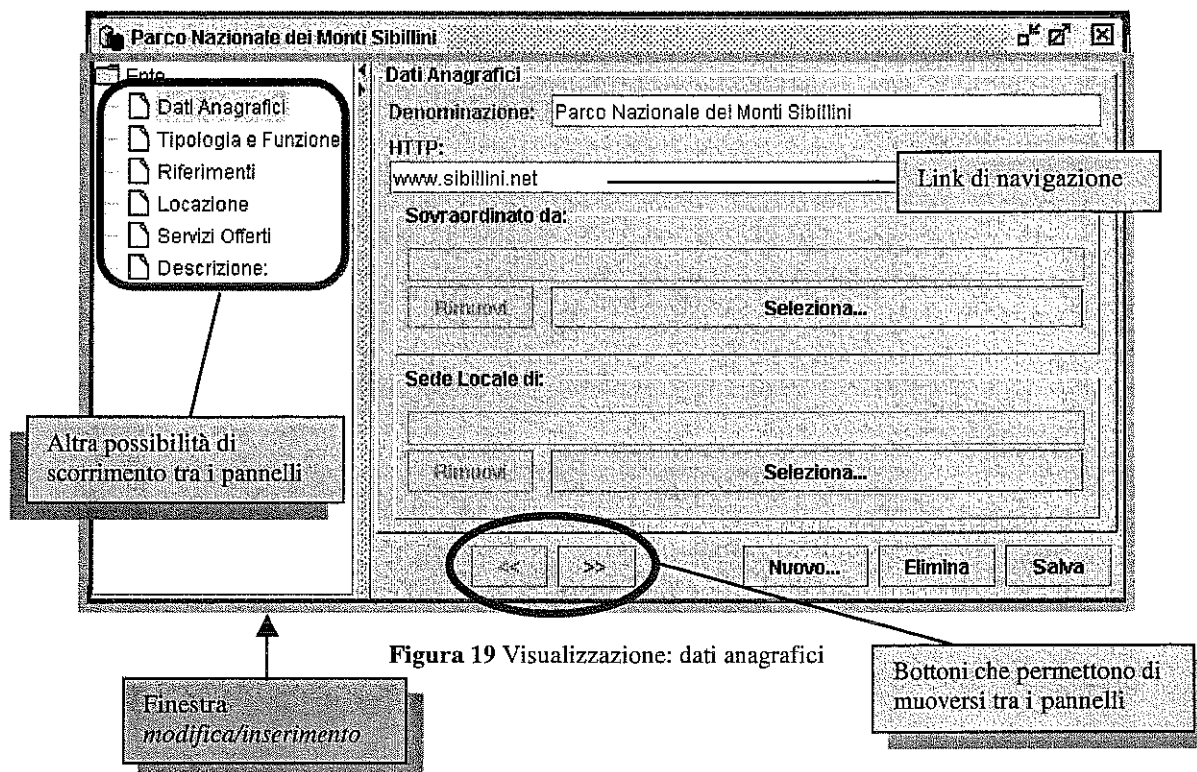 Parco Nazionale dei Monti Sibillini
Ente
Dati Anagrafici
Tipologia e Funzione
Riferimenti
Locazione
Servizi Offerti
Descrizione:
Dati Anagrafici
Denominazione: Parco Nazionale dei Monti Sibillini
HTTP:
www.sibillini.net
Link di navigazione
Sovraordinato da:
Rimuovi Seleziona...
Sede Locale di:
Rimuovi Seleziona...
<< >> Nuovo... Elimina Salva
Altra possibilità di
scorrimento tra i pannelli
Figura 19 Visualizzazione: dati anagrafici
Finestra
modifica/inserimento
Bottoni che permettono di
muoversi tra i pannelli